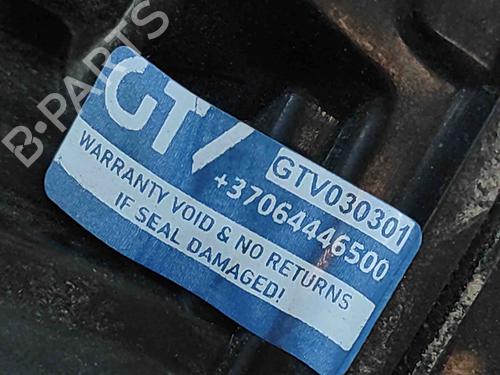 B-PARTS
GTV
GTV030301
+37064446500
WARRANTY VOID & NO RETURNS
IF SEAL DAMAGED!